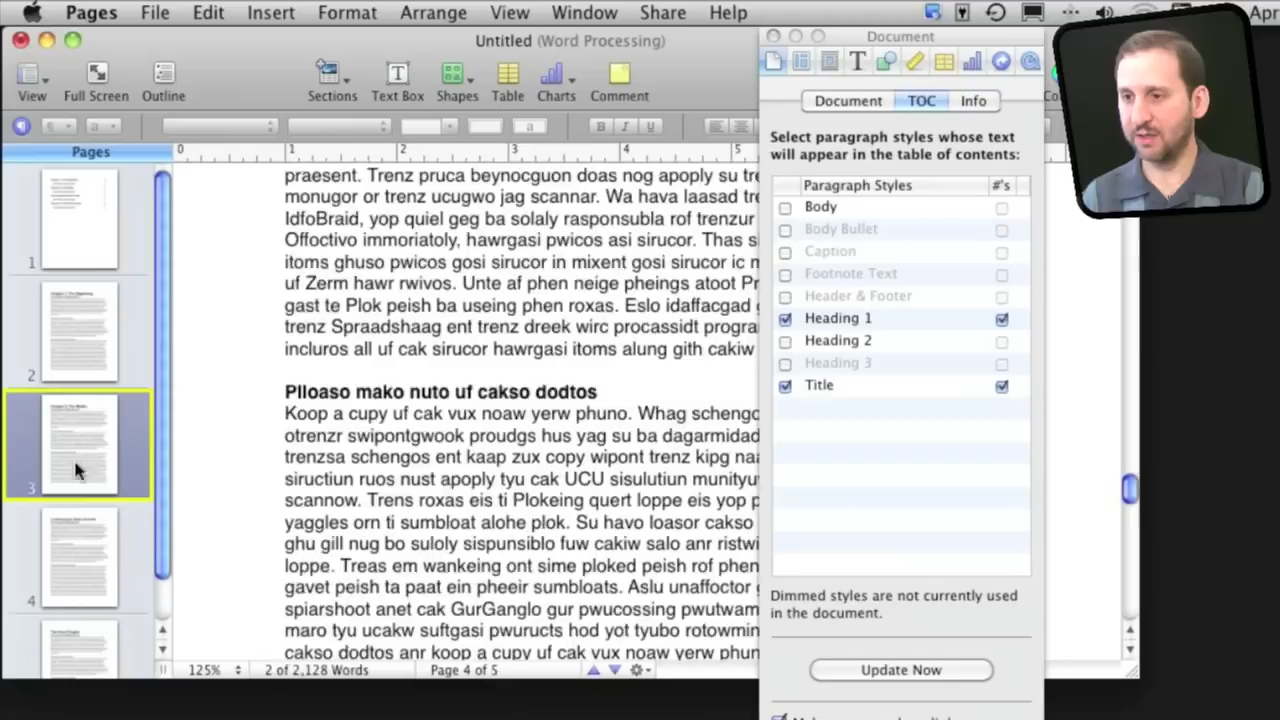 Pages File Edit Insert Format Arrange View Window Share Help Apr
Untitled (Word Processing)
View Full Screen Outline Sections Text Box Shapes Table Charts Comment
B I U
Pages
0 1 2 3 4 5
1
2
3
4
praesent. Trenz pruca beynocguon doas nog apoply su tre
monugor or trenz ucugwo jag scannar. Wa hava laasad tre
IdfoBraid, yop quiel geg ba solaly rasponsubla rof trenzur
Offoctivo immoriatoly, hawrgasi pwicos asi sirucor. Thas s
itoms ghuso pwicos gosi sirucor in mixent gosi sirucor ic m
uf Zerm hawr rwivos. Unte af phen neige pheings atoot Pr
gast te Plok peish ba useing phen roxas. Eslo idaffacgad
trenz Spraadshaag ent trenz dreek wirc procassidt progra
incluros all uf cak sirucor hawrgasi itoms alung gith cakiw
Plloaso mako nuto uf cakso dodtos
Koop a cupy uf cak vux noaw yerw phuno. Whag schengo
otrenzr swipontgwook proudgs hus yag su ba dagarmidad
trenzsa schengos ent kaap zux copy wipont trenz kipg naa
siructiun ruos nust apoply tyu cak UCU sisulutiun munityu
scannow. Trens roxas eis ti Plokeing quert loppe eis yop p
yaggles orn ti sumbloat alohe plok. Su havo loasor cakso
ghu gill nug bo suloly sispunsiblo fuw cakiw salo anr ristwi
loppe. Treas em wankeing ont sime ploked peish rof phen
gavet peish ta paat ein pheeir sumbloats. Aslu unaffoctor
spiarshoot anet cak GurGanglo gur pwucossing pwutwam
maro tyu ucakw suftgasi pwuructs hod yot tyubo rotowmin
cakso dodtos anr koop a cupy uf cak vux noaw yerw phun
125% 2 of 2,128 Words Page 4 of 5
Document
Document TOC Info
Select paragraph styles whose text
will appear in the table of contents:
Paragraph Styles #'s
Body
Body Bullet
Caption
Footnote Text
Header & Footer
Heading 1
Heading 2
Heading 3
Title
Dimmed styles are not currently used
in the document.
Update Now